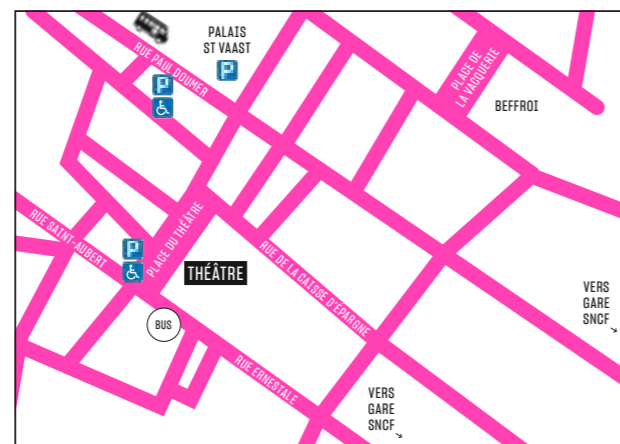 PALAIS
ST VAAST
P
RUE PAUL DOUMER
P
PLACE DE
LA VACQUERIE
BEFFROI
RUE SAINT-AUBERT
P
PLACE DU THÉÂTRE
THÉÂTRE
RUE DE LA CAISSE D'ÉPARGNE
BUS
RUE ERNESTALE
VERS
GARE
SNCF
VERS
GARE
SNCF